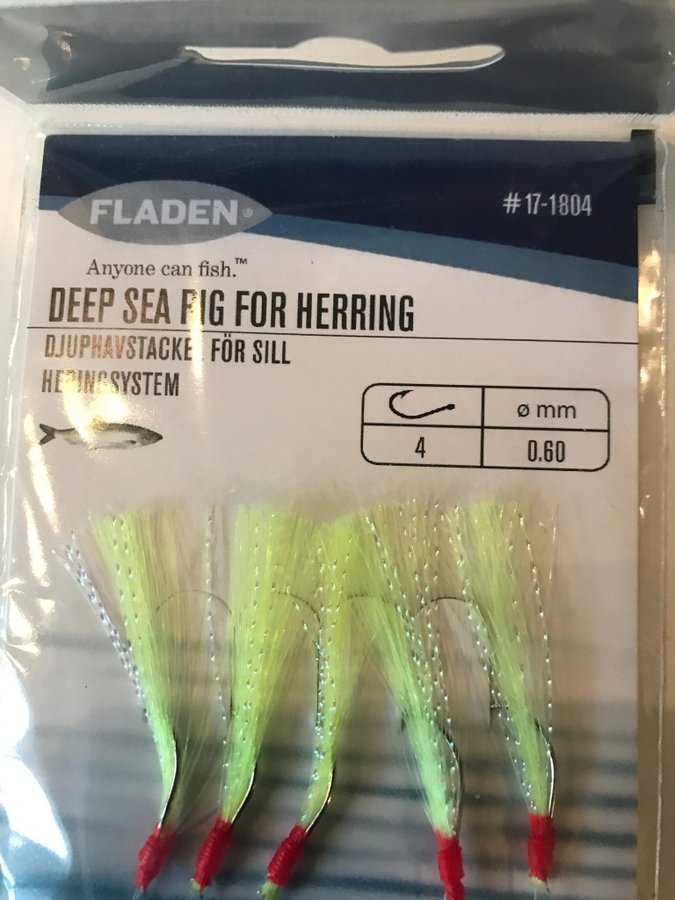 FLADEN®
#17-1804
Anyone can fish.™
DEEP SEA RIG FOR HERRING
DJUPHAVSTACKEL FÖR SILL
HERINGSYSTEM
ø mm
4
0.60